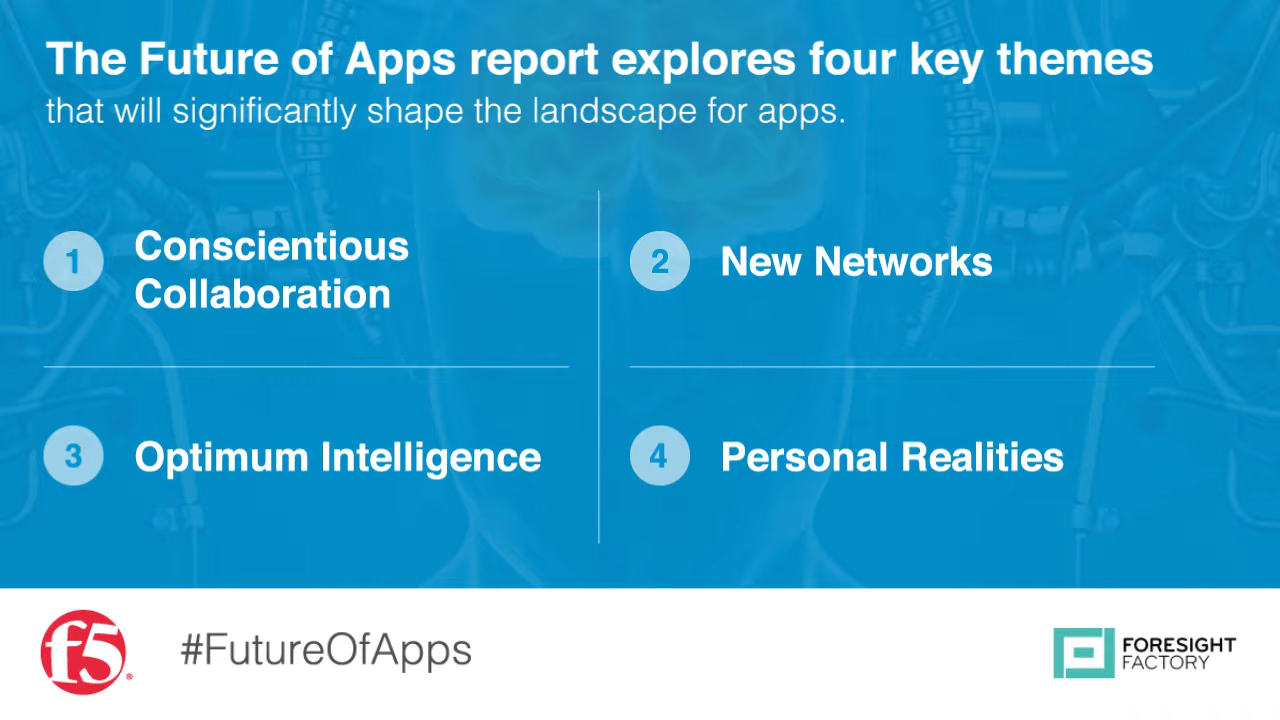 The Future of Apps report explores four key themes
that will significantly shape the landscape for apps.
1
Conscientious
Collaboration
2
New Networks
3
Optimum Intelligence
4
Personal Realities
f5®
#FutureOfApps
FORESIGHT
FACTORY